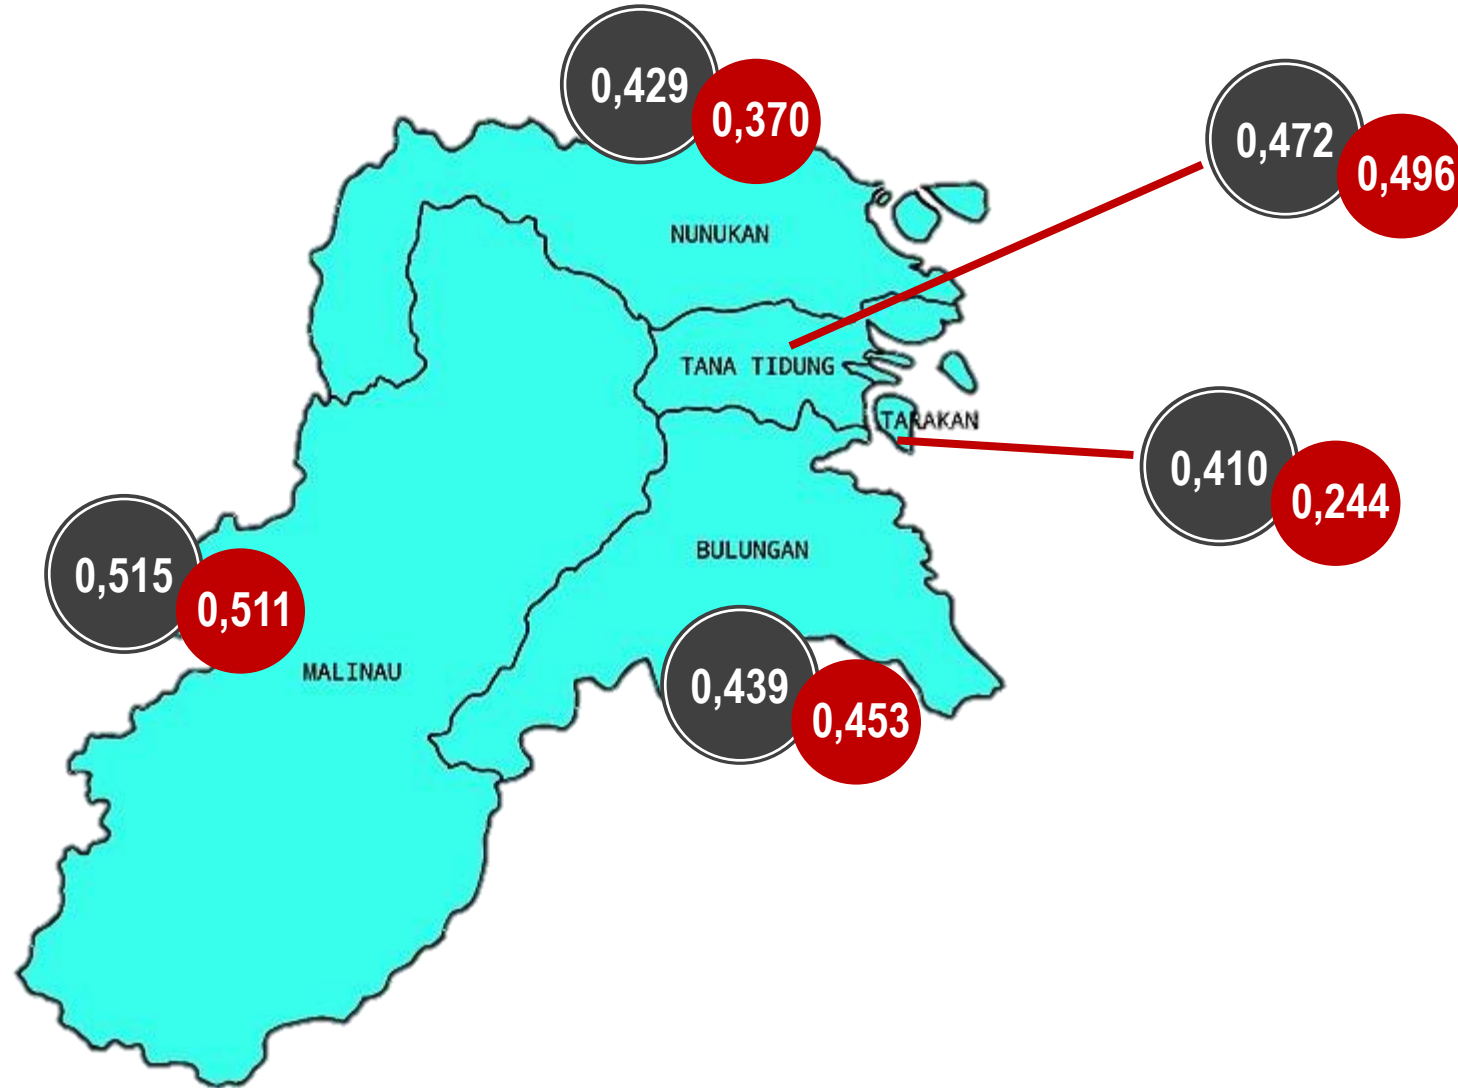 0,429
0,370
0,472
0,496
NUNUKAN
TANA TIDUNG
TARAKAN
0,410
0,244
0,515
0,511
BULUNGAN
MALINAU
0,439
0,453